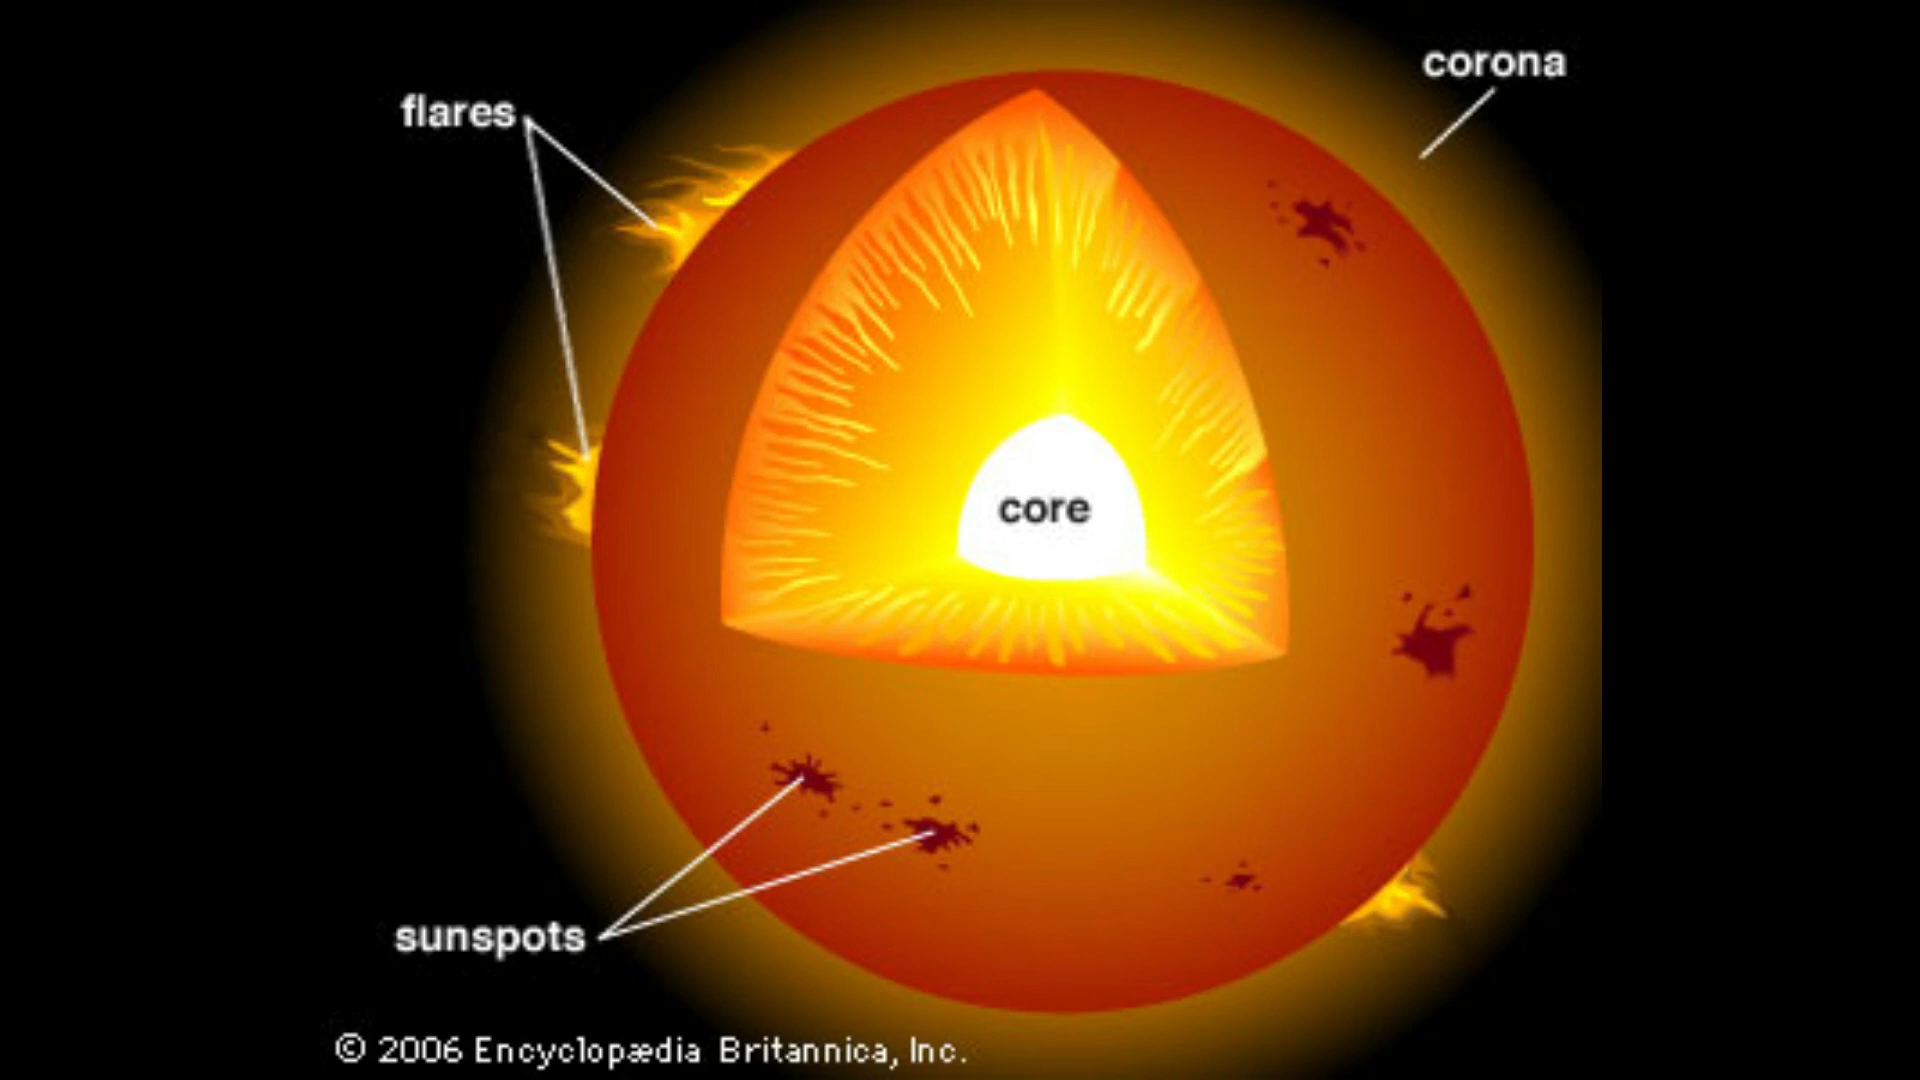 corona
flares
core
sunspots
© 2006 Encyclopædia Britannica, Inc.